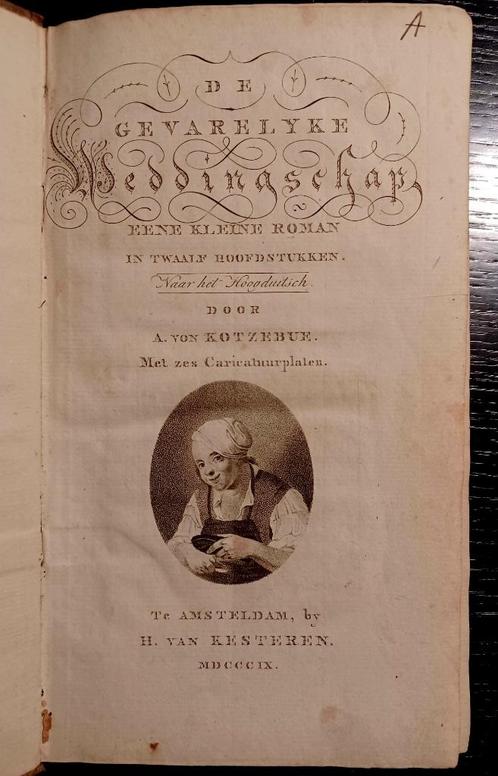 A
DE
GEVARELYKE
Weddingschap,
EENE KLEINE ROMAN
IN TWAALF HOOFDSTUKKEN.
Naar het Hoogduitsch.
DOOR
A. VON KOTZEBUE.
Met zes Caricatuurplaten.
Te AMSTELDAM, by
H. VAN KESTEREN.
MDCCCIX.